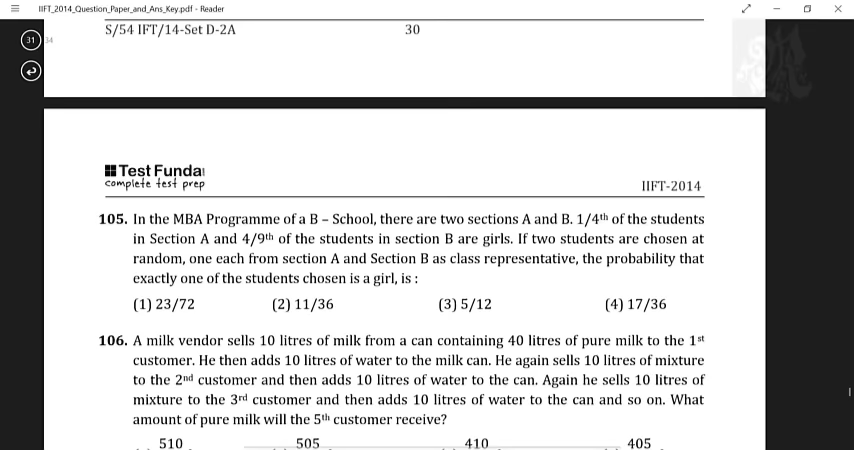 IIFT_2014_Question_Paper_and_Ans_Key.pdf - Reader
31 34
S/54 IFT/14-Set D-2A 30
Test Funda
complete test prep
IIFT-2014
105. In the MBA Programme of a B – School, there are two sections A and B. 1/4th of the students
in Section A and 4/9th of the students in section B are girls. If two students are chosen at
random, one each from section A and Section B as class representative, the probability that
exactly one of the students chosen is a girl, is :
(1) 23/72 (2) 11/36 (3) 5/12 (4) 17/36
106. A milk vendor sells 10 litres of milk from a can containing 40 litres of pure milk to the 1st
customer. He then adds 10 litres of water to the milk can. He again sells 10 litres of mixture
to the 2nd customer and then adds 10 litres of water to the can. Again he sells 10 litres of
mixture to the 3rd customer and then adds 10 litres of water to the can and so on. What
amount of pure milk will the 5th customer receive?
510 505 410 405